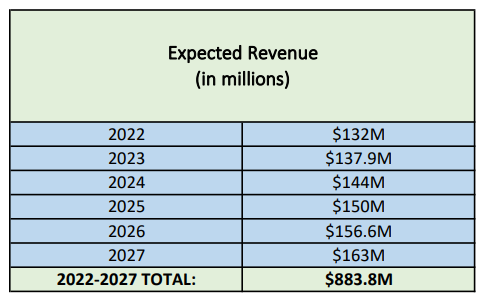 Expected Revenue
(in millions)
2022 $132M
2023 $137.9M
2024 $144M
2025 $150M
2026 $156.6M
2027 $163M
2022-2027 TOTAL: $883.8M